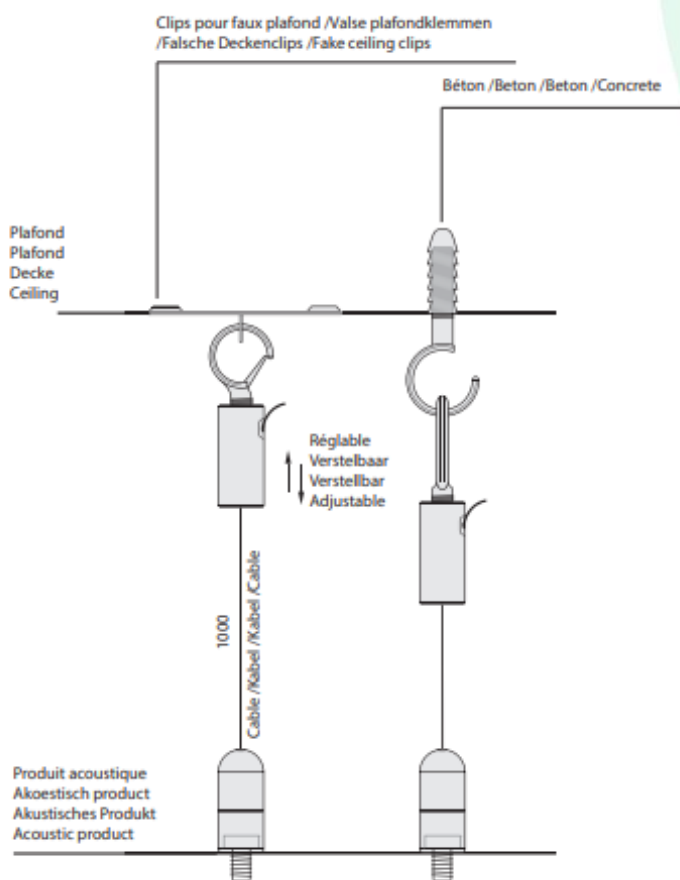 Clips pour faux plafond /Valse plafondklemmen
/Falsche Deckenclips /Fake ceiling clips
Béton /Beton /Beton /Concrete
Plafond
Plafond
Decke
Ceiling
Réglable
Verstelbaar
Verstellbar
Adjustable
1000
Cable /Kabel /Kabel /Cable
Produit acoustique
Akoestisch product
Akustisches Produkt
Acoustic product